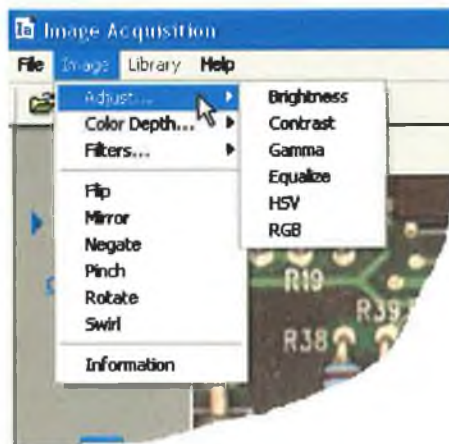 Ia Image Acquisition
File Image Library Help
Adjust...
Color Depth...
Filters...
Flip
Mirror
Negate
Pinch
Rotate
Swirl
Information
Brightness
Contrast
Gamma
Equalize
HSV
RGB
R19
R39
R38